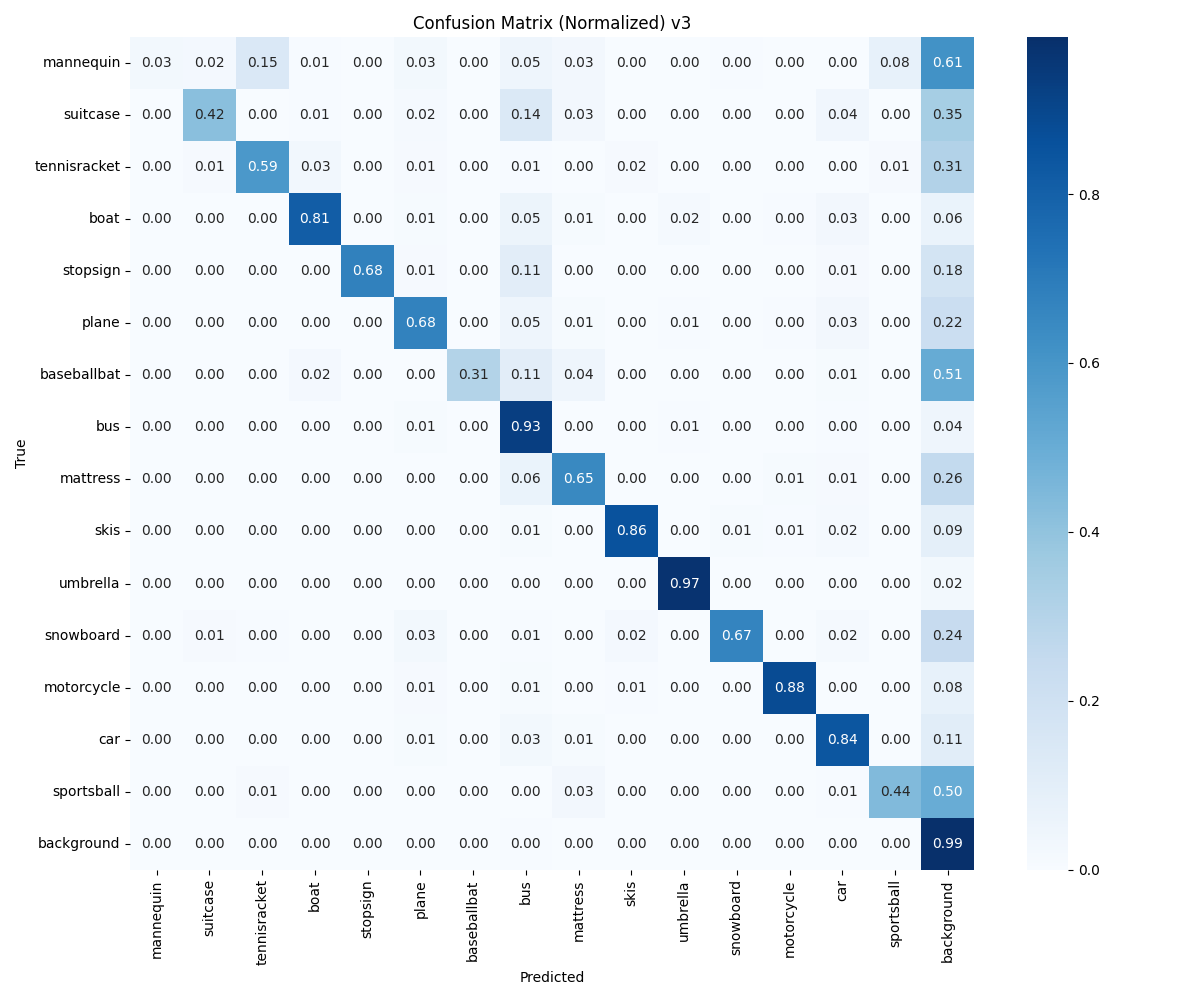 Confusion Matrix (Normalized) v3
mannequin 0.03 0.02 0.15 0.01 0.00 0.03 0.00 0.05 0.03 0.00 0.00 0.00 0.00 0.00 0.08 0.61
suitcase 0.00 0.42 0.00 0.01 0.00 0.02 0.00 0.14 0.03 0.00 0.00 0.00 0.00 0.04 0.00 0.35
tennisracket 0.00 0.01 0.59 0.03 0.00 0.01 0.00 0.01 0.00 0.02 0.00 0.00 0.00 0.00 0.01 0.31
boat 0.00 0.00 0.00 0.81 0.00 0.01 0.00 0.05 0.01 0.00 0.02 0.00 0.00 0.03 0.00 0.06
stopsign 0.00 0.00 0.00 0.00 0.68 0.01 0.00 0.11 0.00 0.00 0.00 0.00 0.00 0.01 0.00 0.18
plane 0.00 0.00 0.00 0.00 0.00 0.68 0.00 0.05 0.01 0.00 0.01 0.00 0.00 0.03 0.00 0.22
baseballbat 0.00 0.00 0.00 0.02 0.00 0.00 0.31 0.11 0.04 0.00 0.00 0.00 0.00 0.01 0.00 0.51
bus 0.00 0.00 0.00 0.00 0.00 0.01 0.00 0.93 0.00 0.00 0.01 0.00 0.00 0.00 0.00 0.04
mattress 0.00 0.00 0.00 0.00 0.00 0.00 0.00 0.06 0.65 0.00 0.00 0.00 0.01 0.01 0.00 0.26
skis 0.00 0.00 0.00 0.00 0.00 0.00 0.00 0.01 0.00 0.86 0.00 0.01 0.01 0.02 0.00 0.09
umbrella 0.00 0.00 0.00 0.00 0.00 0.00 0.00 0.00 0.00 0.00 0.97 0.00 0.00 0.00 0.00 0.02
snowboard 0.00 0.01 0.00 0.00 0.00 0.03 0.00 0.01 0.00 0.02 0.00 0.67 0.00 0.02 0.00 0.24
motorcycle 0.00 0.00 0.00 0.00 0.00 0.01 0.00 0.01 0.00 0.01 0.00 0.00 0.88 0.00 0.00 0.08
car 0.00 0.00 0.00 0.00 0.00 0.01 0.00 0.03 0.01 0.00 0.00 0.00 0.00 0.84 0.00 0.11
sportsball 0.00 0.00 0.01 0.00 0.00 0.00 0.00 0.00 0.03 0.00 0.00 0.00 0.00 0.01 0.44 0.50
background 0.00 0.00 0.00 0.00 0.00 0.00 0.00 0.00 0.00 0.00 0.00 0.00 0.00 0.00 0.00 0.99
True
mannequin suitcase tennisracket boat stopsign plane baseballbat bus mattress skis umbrella snowboard motorcycle car sportsball background
Predicted
0.8
0.6
0.4
0.2
0.0